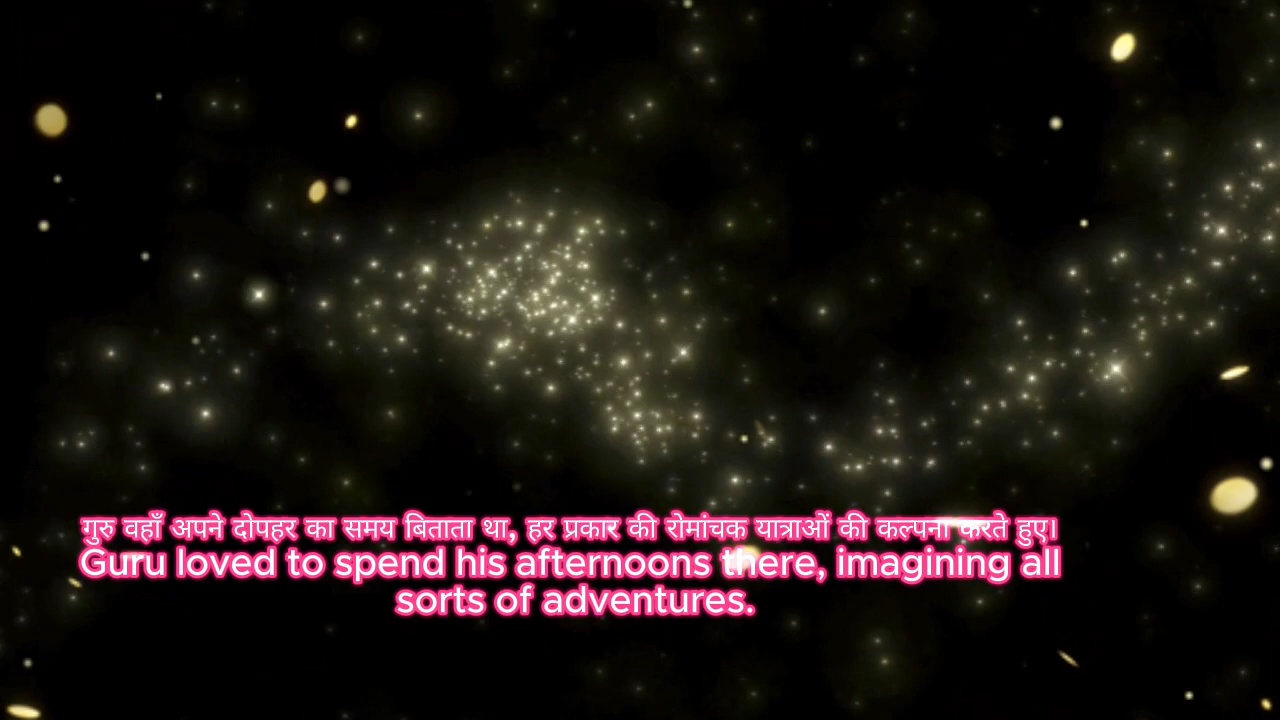 गुरु वहाँ अपने दोपहर का समय बिताता था, हर प्रकार की रोमांचक यात्राओं की कल्पना करते हुए।
Guru loved to spend his afternoons there, imagining all
sorts of adventures.